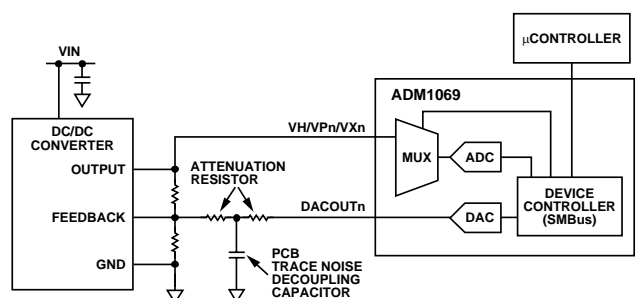 VIN
µCONTROLLER
ADM1069
DC/DC
CONVERTER
VH/VPn/VXn
MUX
ADC
OUTPUT
ATTENUATION
RESISTOR
DEVICE
CONTROLLER
(SMBus)
FEEDBACK
DACOUTn
DAC
PCB
TRACE NOISE
DECOUPLING
CAPACITOR
GND